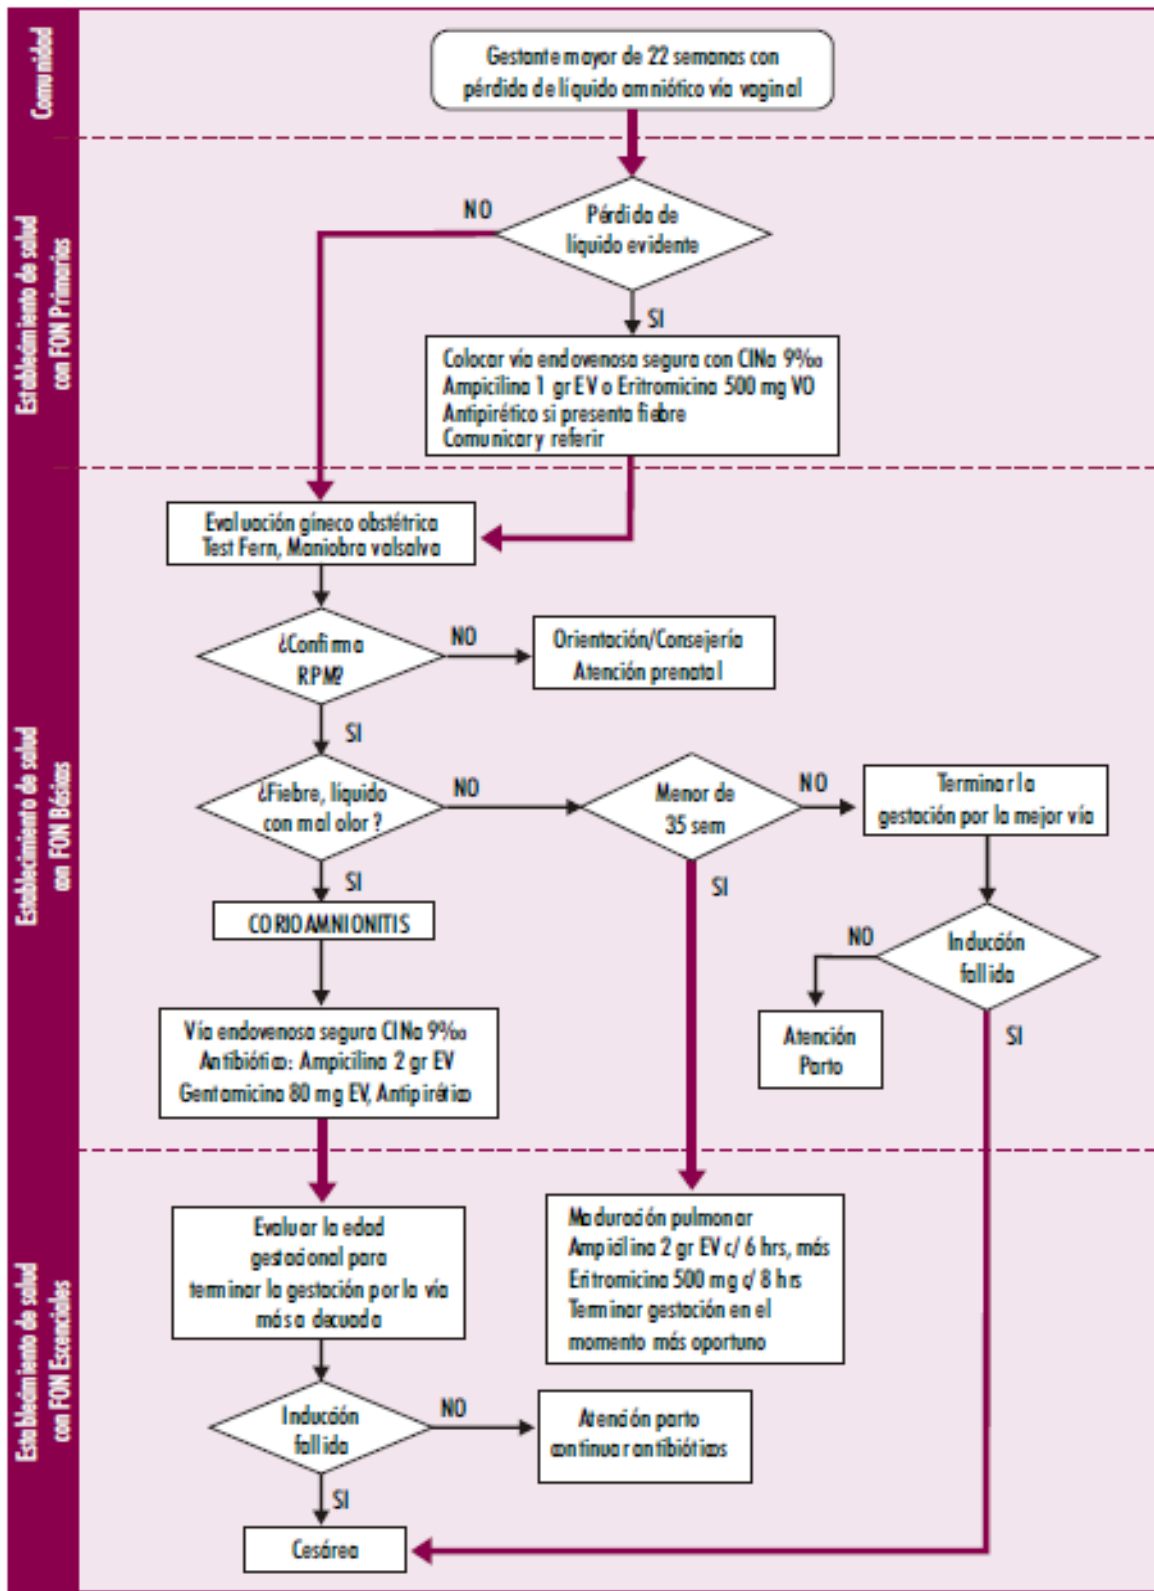 Comunidad
Gestante mayor de 22 semanas con
pérdida de líquido amniótico vía vaginal
Establecimiento de salud
con FON Primarias
Pérdida de
líquido evidente
NO
SI
Colocar vía endovenosa segura con ClNa 9‰
Ampicilina 1 gr EV o Eritromicina 500 mg VO
Antipirético si presenta fiebre
Comunicar y referir
Establecimiento de salud
con FON Básicas
Evaluación gíneco obstétrica
Test Fern, Maniobra valsalva
¿Confirma
RPM?
NO
Orientación/Consejería
Atención prenatal
SI
¿Fiebre, líquido
con mal olor?
NO
Menor de
35 sem
NO
Terminar la
gestación por la mejor vía
SI
CORIOAMNIONITIS
SI
NO
Inducción
fallida
SI
Atención
Parto
Vía endovenosa segura ClNa 9‰
Antibiótico: Ampicilina 2 gr EV
Gentamicina 80 mg EV, Antipirético
Establecimiento de salud
con FON Escenciales
Evaluar la edad
gestacional para
terminar la gestación por la vía
más adecuada
Maduración pulmonar
Ampicilina 2 gr EV c/ 6 hrs, más
Eritromicina 500 mg c/ 8 hrs
Terminar gestación en el
momento más oportuno
Inducción
fallida
NO
Atención parto
continuar antibióticos
SI
Cesárea